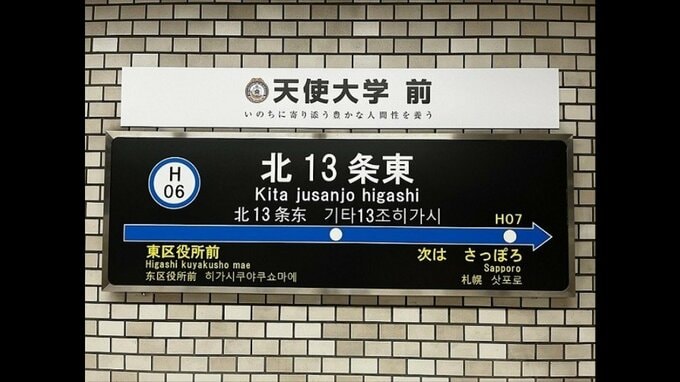 天使大学 前
いのちに寄り添う豊かな人間性を養う
H
06
北13条東
Kita jusanjo higashi
北13条东 기타13조히가시
H07
東区役所前
Higashi kuyakusho mae
东区役所前 히가시쿠야쿠쇼마에
次は さっぽろ
Sapporo
札幌 삿포로